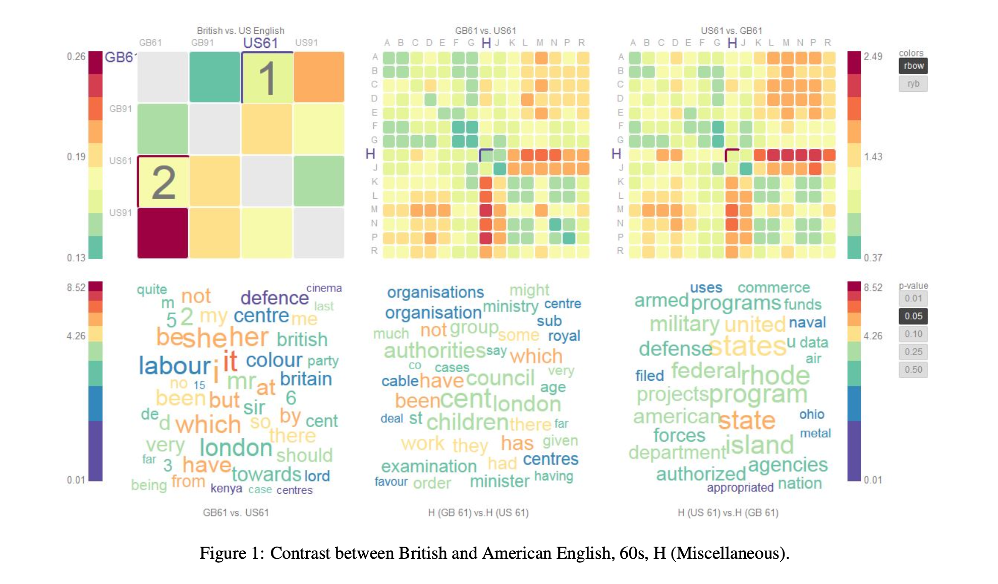 British vs. US English
GB61 GB91 US61 US91
GB6
GB91
US61
US91
1
2
0.26
0.19
0.13
GB61 vs. US61
A B C D E F G H J K L M N P R
A
B
C
D
E
F
G
H
J
K
L
M
N
P
R
US61 vs. GB61
A B C D E F G H J K L M N P R
A
B
C
D
E
F
G
H
J
K
L
M
N
P
R
2.49
1.43
0.37
colors
rbow
ryb
8.52
4.26
0.01
quite cinema
m not defence last
5 2 my centre me
be she her british
labour i it colour party
no 15 mr at britain
been but sir 6
de d which so by cent
very there
london should
far 3 have towards lord
being from kenya case centres
GB61 vs. US61
organisations might
organisation ministry centre
sub
much not group some royal
authorities say which
co cases very
cable have council age
been cent london
deal st children there far
work they has given
examination had centres
favour order minister having
H (GB 61) vs.H (US 61)
uses commerce
armed programs funds
military united naval
defense states u data
air
filed federal rhode
projects program
american state ohio
forces metal
department island
authorized agencies
appropriated nation
H (US 61) vs.H (GB 61)
8.52
4.26
0.01
p-value
0.01
0.05
0.10
0.25
0.50
Figure 1: Contrast between British and American English, 60s, H (Miscellaneous).